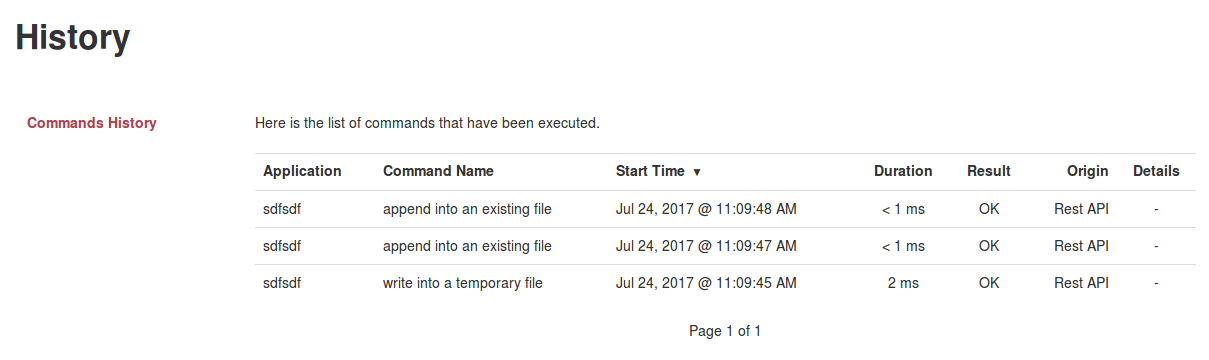 History
Commands History
Here is the list of commands that have been executed.
Application Command Name Start Time ▼ Duration Result Origin Details
sdfsdf append into an existing file Jul 24, 2017 @ 11:09:48 AM < 1 ms OK Rest API -
sdfsdf append into an existing file Jul 24, 2017 @ 11:09:47 AM < 1 ms OK Rest API -
sdfsdf write into a temporary file Jul 24, 2017 @ 11:09:45 AM 2 ms OK Rest API -
Page 1 of 1